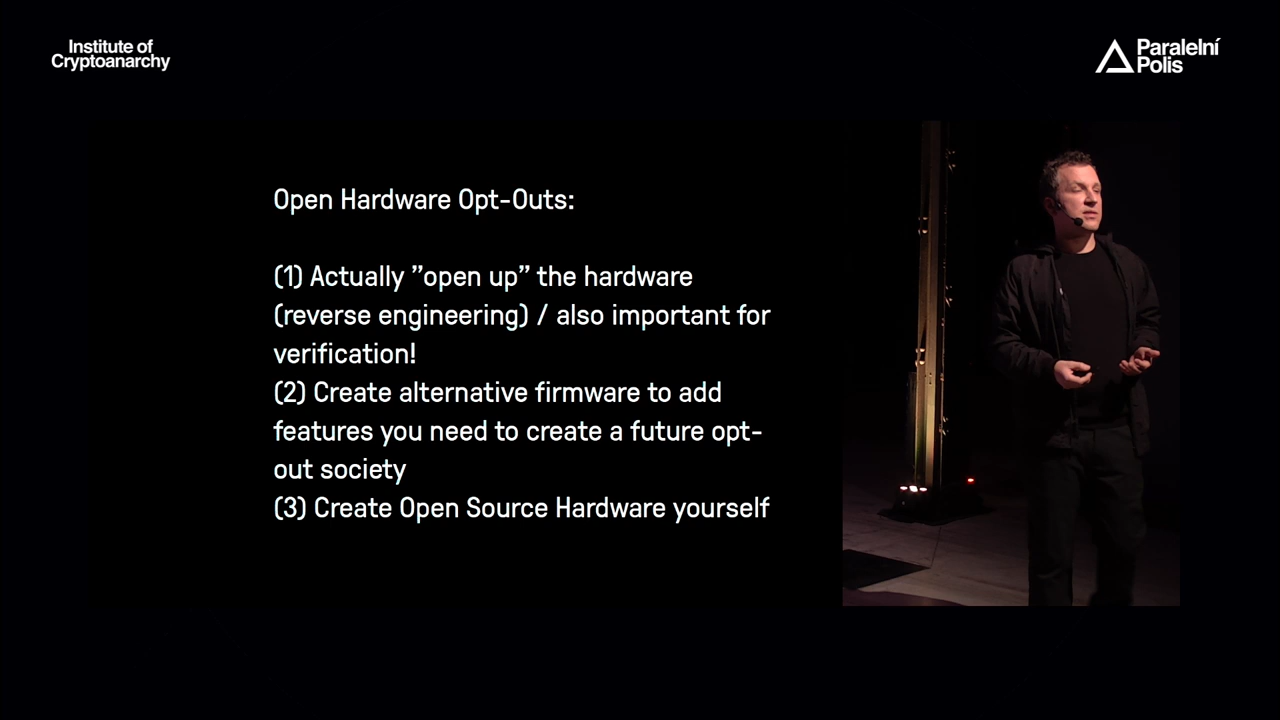 Institute of
Cryptoanarchy
Paralelní
Polis
Open Hardware Opt-Outs:
(1) Actually ”open up” the hardware
(reverse engineering) / also important for
verification!
(2) Create alternative firmware to add
features you need to create a future opt-
out society
(3) Create Open Source Hardware yourself